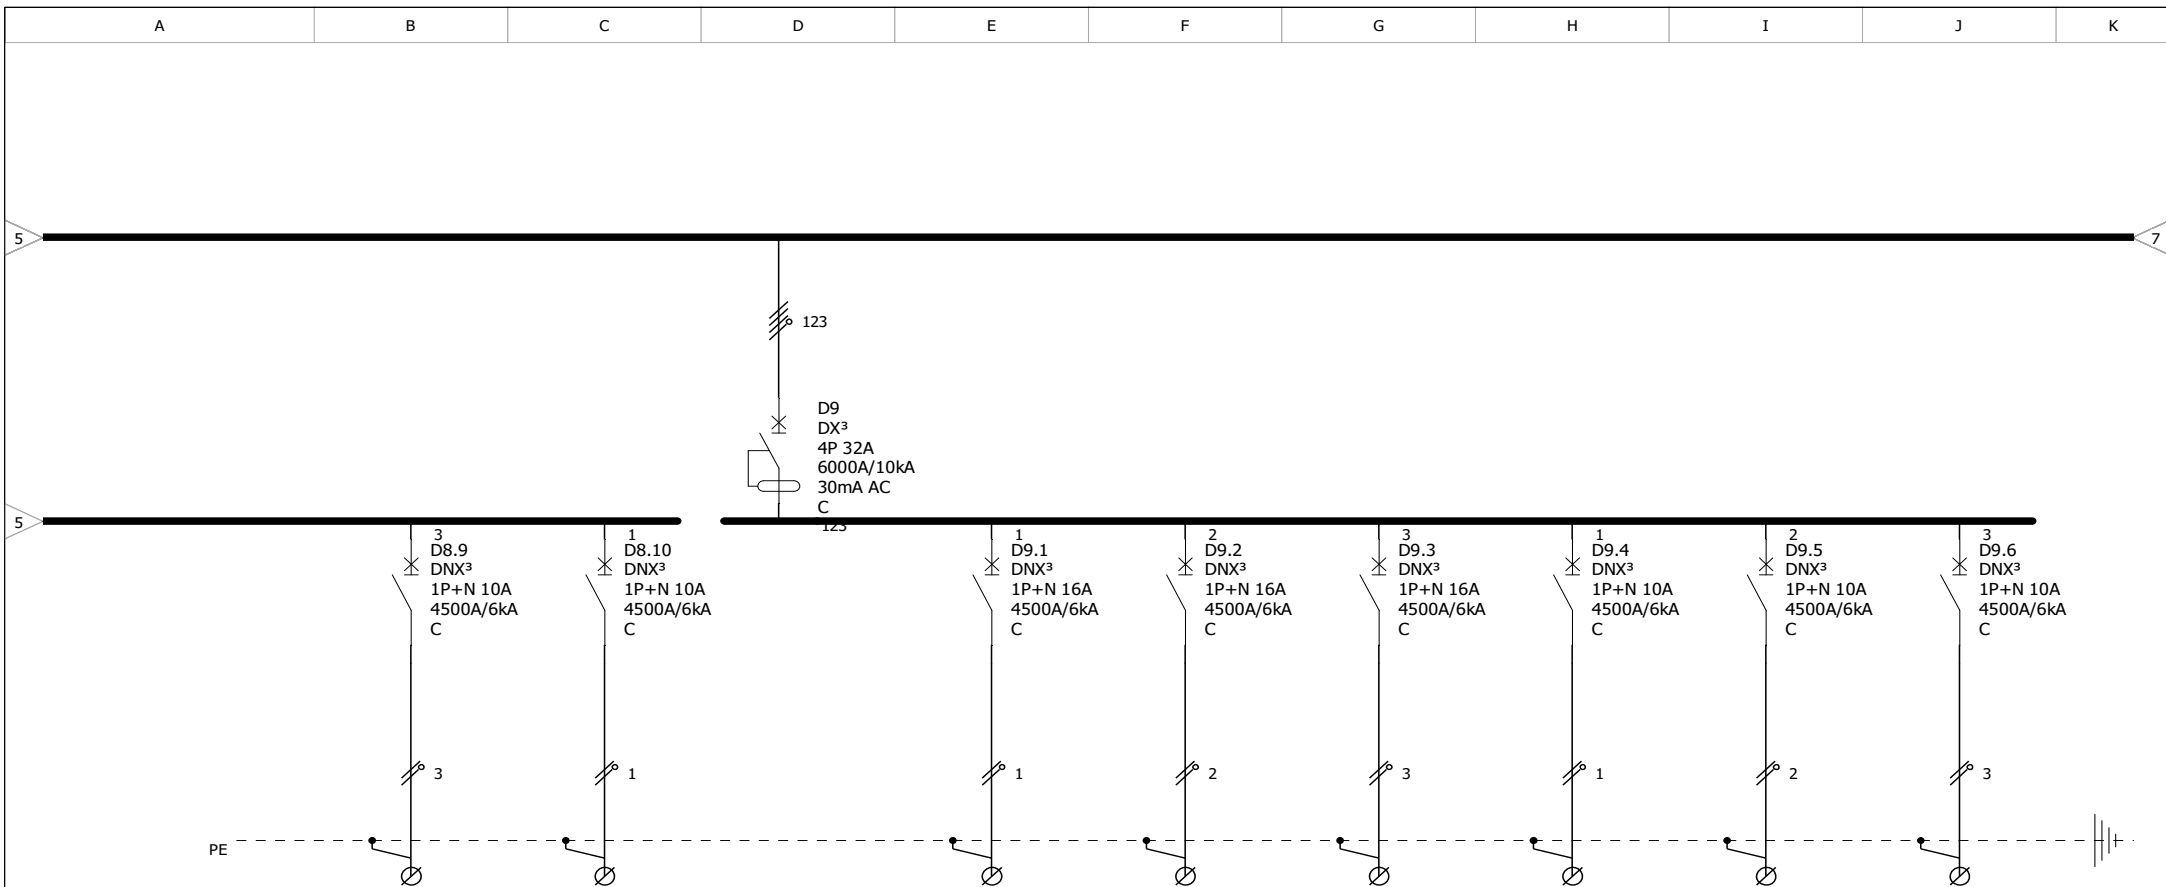 A B C D E F G H I J K
5 7
123
D9
DX³
4P 32A
6000A/10kA
30mA AC
C
5
123
3 1 1 2 3 1 2 3
D8.9 D8.10 D9.1 D9.2 D9.3 D9.4 D9.5 D9.6
DNX³ DNX³ DNX³ DNX³ DNX³ DNX³ DNX³ DNX³
1P+N 10A 1P+N 10A 1P+N 16A 1P+N 16A 1P+N 16A 1P+N 10A 1P+N 10A 1P+N 10A
4500A/6kA 4500A/6kA 4500A/6kA 4500A/6kA 4500A/6kA 4500A/6kA 4500A/6kA 4500A/6kA
C C C C C C C C
3 1 1 2 3 1 2 3
PE